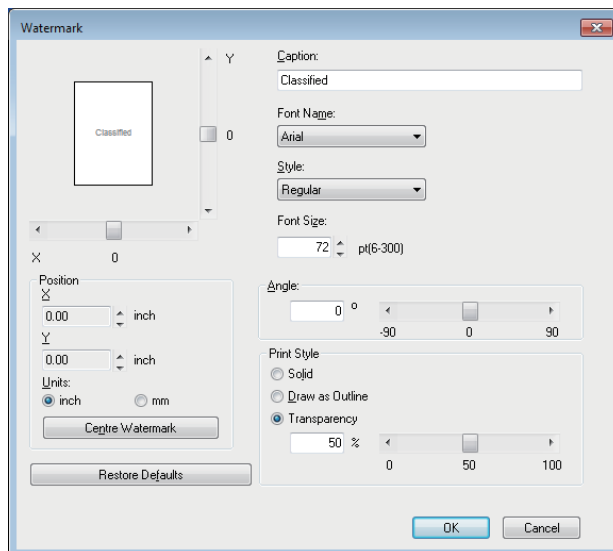 Watermark
Y
Classified
0
X 0
Position
X
0.00 inch
Y
0.00 inch
Units:
inch mm
Centre Watermark
Restore Defaults
Caption:
Classified
Font Name:
Arial
Style:
Regular
Font Size:
72 pt(6-300)
Angle:
0 °
-90 0 90
Print Style
Solid
Draw as Outline
Transparency
50 %
0 50 100
OK Cancel